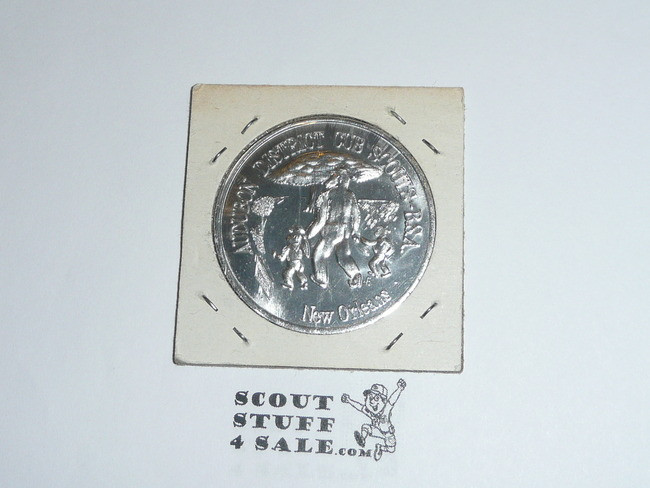 AUDUBON DISTRICT CUB SCOUTS - BSA
New Orleans
SCOUT
STUFF
4 SALE.COM